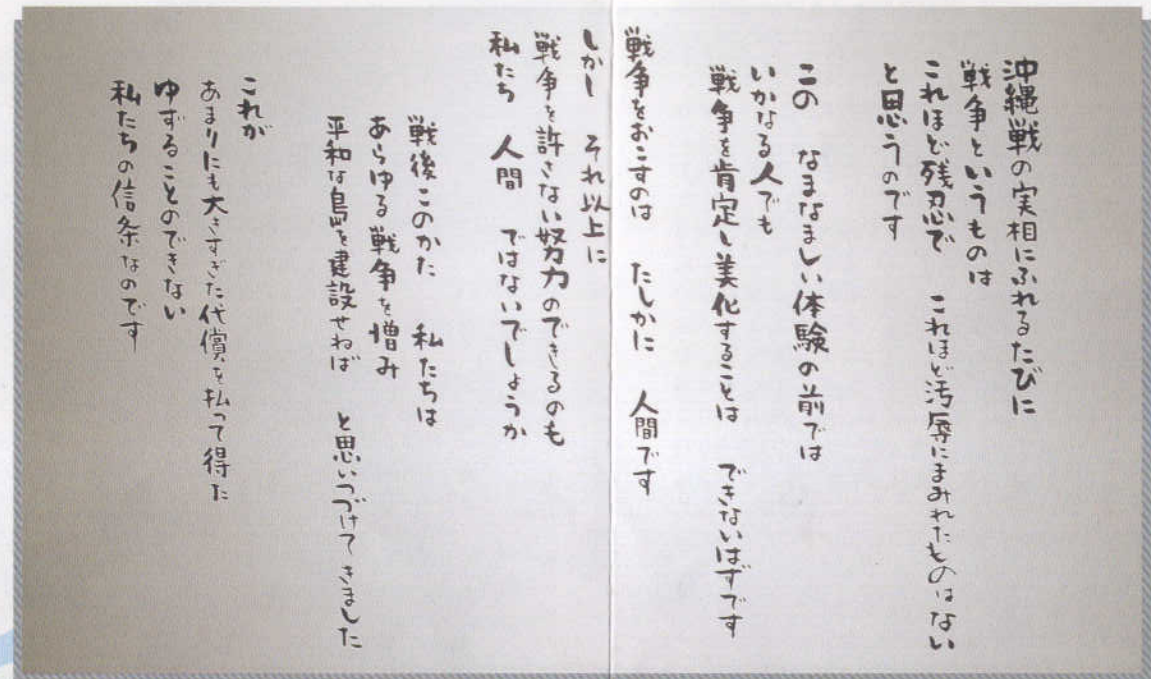 沖縄戦の実相にふれるたびに
戦争というものは
これほど残忍で　これほど汚辱にまみれたものはない
と思うのです
この　なまなましい体験の前では
いかなる人でも
戦争を肯定し美化することは　できないはずです
戦争をおこすのは　たしかに　人間です
しかし　それ以上に
戦争を許さない努力のできるのも
私たち　人間　ではないでしょうか
戦後このかた　私たちは
あらゆる戦争を憎み
平和な島を建設せねば　と思いつづけてきました
これが
あまりにも大きすぎた代償を払って得た
ゆずることのできない
私たちの信条なのです